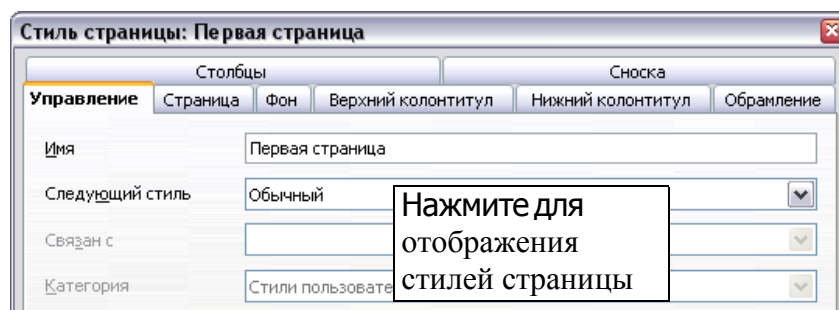 Стиль страницы: Первая страница
Столбцы Сноска
Управление Страница Фон Верхний колонтитул Нижний колонтитул Обрамление
Имя Первая страница
Следующий стиль Обычный
Нажмите для
отображения
стилей страницы
Связан с
Категория Стили пользовате